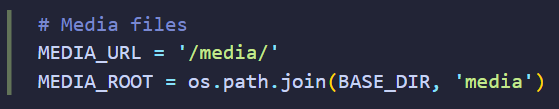 # Media files
MEDIA_URL = '/media/'
MEDIA_ROOT = os.path.join(BASE_DIR, 'media')